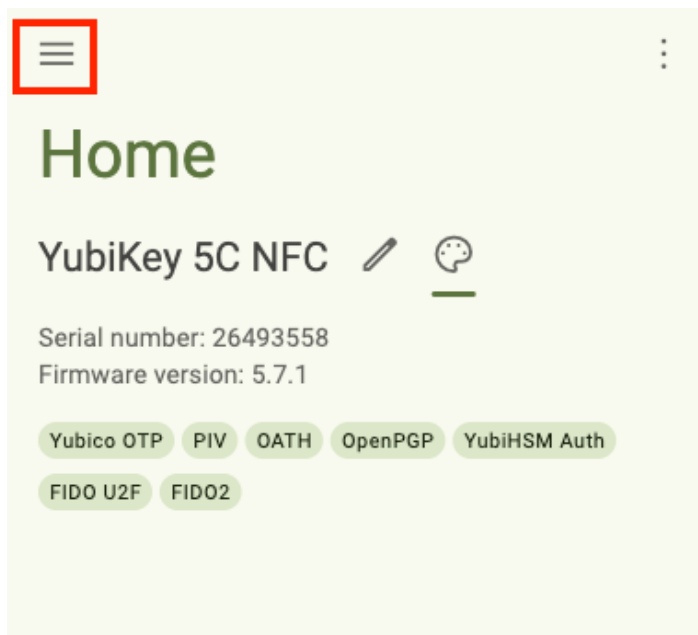 Home
YubiKey 5C NFC
Serial number: 26493558
Firmware version: 5.7.1
Yubico OTP PIV OATH OpenPGP YubiHSM Auth
FIDO U2F FIDO2